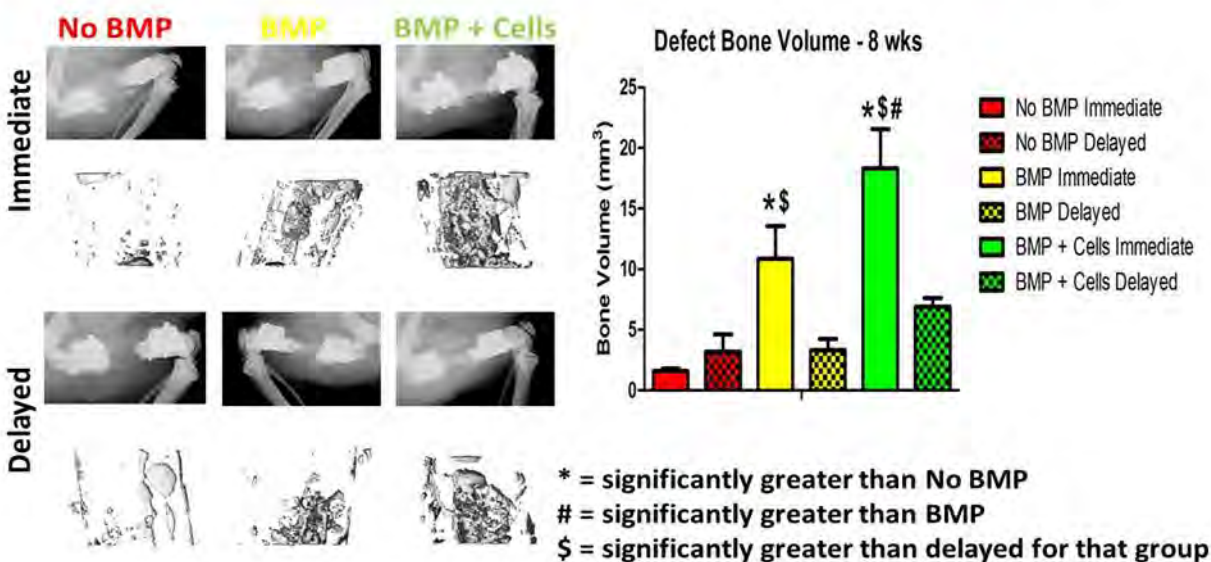 No BMP BMP BMP + Cells
Immediate
Delayed
Defect Bone Volume - 8 wks
Bone Volume (mm³)
25
20
15
10
5
0
*$
*$#
No BMP Immediate
No BMP Delayed
BMP Immediate
BMP Delayed
BMP + Cells Immediate
BMP + Cells Delayed
* = significantly greater than No BMP
# = significantly greater than BMP
$ = significantly greater than delayed for that group